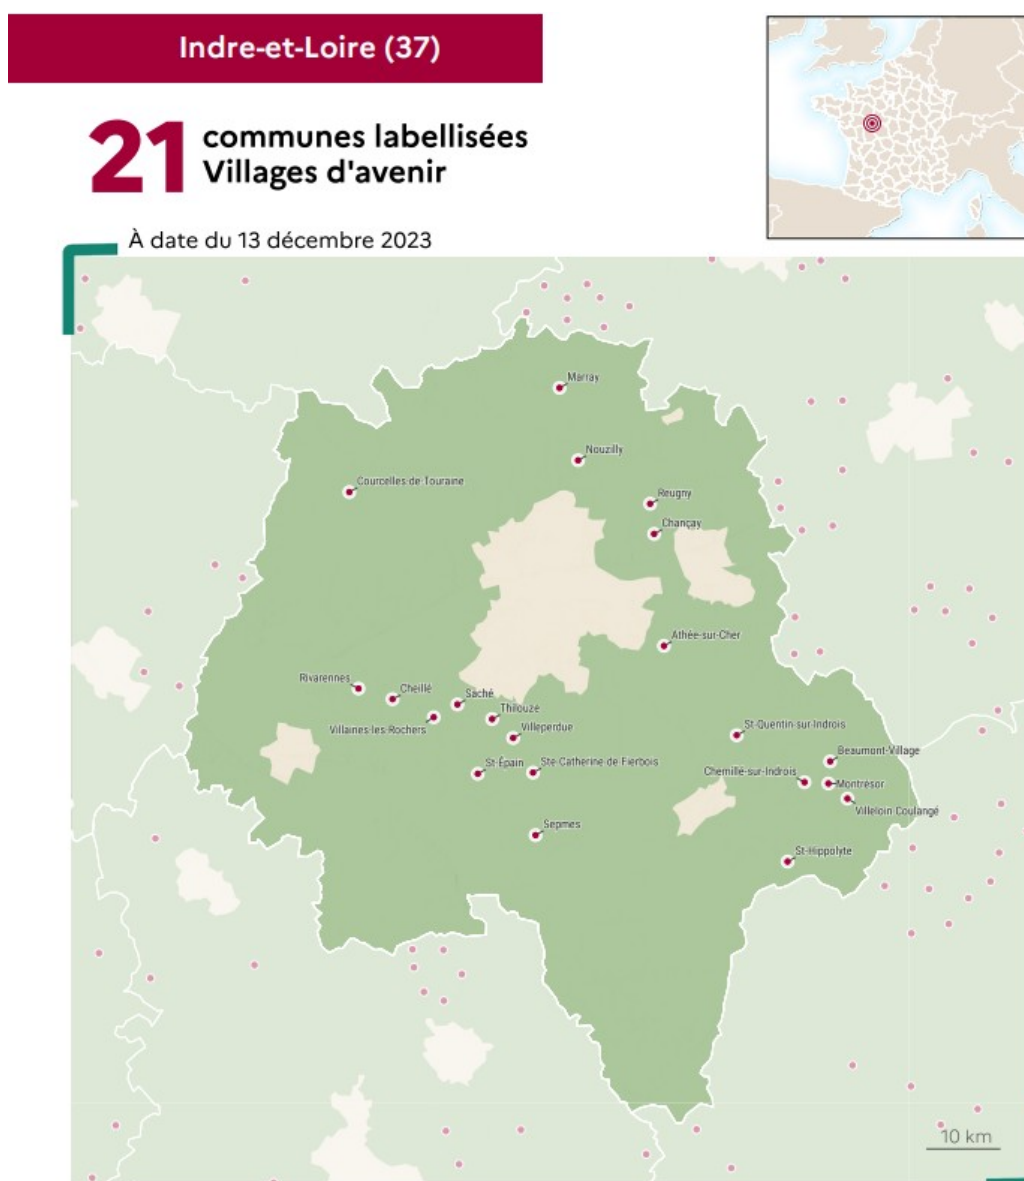 Indre-et-Loire (37)
21
communes labellisées
Villages d'avenir
À date du 13 décembre 2023
Marray
Nouzilly
Courcelles-de-Touraine
Reugny
Chançay
Athée-sur-Cher
Rivarennes
Cheillé
Saché
Thilouze
Villaines-les-Rochers
Villeperdue
St-Quentin-sur-Indrois
Beaumont-Village
St-Épain
Ste-Catherine-de-Fierbois
Chemillé-sur-Indrois
Montrésor
Villeloin-Coulangé
Sepmes
St-Hippolyte
10 km